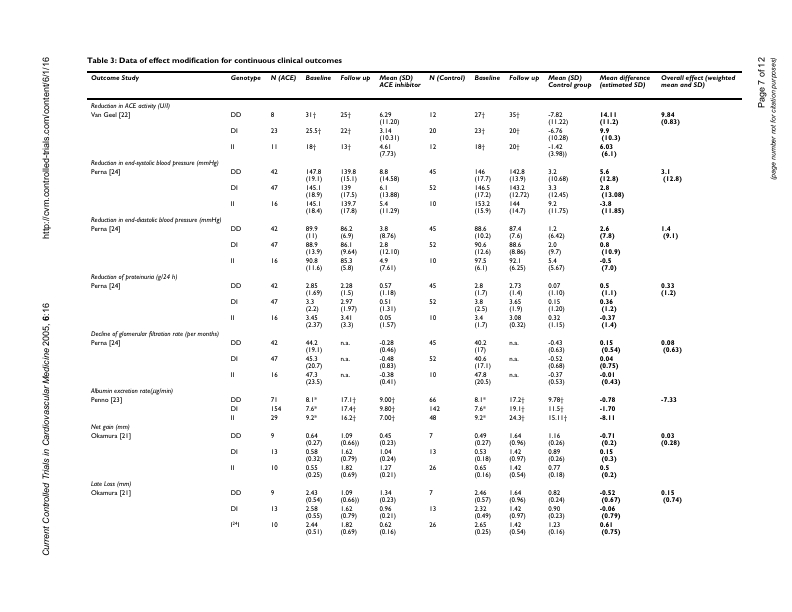 http://cvm.controlled-trials.com/content/6/1/16
Current Controlled Trials in Cardiovascular Medicine 2005, 6:16
Page 7 of 12
(page number not for citation purposes)
Table 3: Data of effect modification for continuous clinical outcomes
Outcome Study Genotype N (ACE) Baseline Follow up Mean (SD) N (Control) Baseline Follow up Mean (SD) Mean difference Overall effect (weighted
ACE inhibitor Control group (estimated SD) mean and SD)
Reduction in ACE activity (U/l)
Van Geel [22] DD 8 31† 25† 6.29 12 27† 35† -7.82 14.11 9.84
(11.20) (11.22) (11.2) (0.83)
DI 23 25.5† 22† 3.14 20 23† 20† -6.76 9.9
(10.31) (10.28) (10.3)
II 11 18† 13† 4.61 12 18† 20† -1.42 6.03
(7.73) (3.98)) (6.1)
Reduction in end-systolic blood pressure (mmHg)
Perna [24] DD 42 147.8 139.8 8.8 45 146 142.8 3.2 5.6 3.1
(19.1) (15.1) (14.58) (17.7) (13.9) (10.68) (12.8) (12.8)
DI 47 145.1 139 6.1 52 146.5 143.2 3.3 2.8
(18.9) (17.5) (13.88) (17.2) (12.72) (12.45) (13.08)
II 16 145.1 139.7 5.4 10 153.2 144 9.2 -3.8
(18.4) (17.8) (11.29) (15.9) (14.7) (11.75) (11.85)
Reduction in end-diastolic blood pressure (mmHg)
Perna [24] DD 42 89.9 86.2 3.8 45 88.6 87.4 1.2 2.6 1.4
(11) (6.9) (8.76) (10.2) (7.6) (6.42) (7.8) (9.1)
DI 47 88.9 86.1 2.8 52 90.6 88.6 2.0 0.8
(13.9) (9.64) (12.10) (12.6) (8.86) (9.7) (10.9)
II 16 90.8 85.3 4.9 10 97.5 92.1 5.4 -0.5
(11.6) (5.8) (7.61) (6.1) (6.25) (5.67) (7.0)
Reduction of proteinuria (g/24 h)
Perna [24] DD 42 2.85 2.28 0.57 45 2.8 2.73 0.07 0.5 0.33
(1.69) (1.5) (1.18) (1.7) (1.4) (1.10) (1.1) (1.2)
DI 47 3.3 2.97 0.51 52 3.8 3.65 0.15 0.36
(2.2) (1.97) (1.31) (2.5) (1.9) (1.20) (1.2)
II 16 3.45 3.41 0.05 10 3.4 3.08 0.32 -0.37
(2.37) (3.3) (1.57) (1.7) (0.32) (1.15) (1.4)
Decline of glomerular filtration rate (per months)
Perna [24] DD 42 44.2 n.a. -0.28 45 40.2 n.a. -0.43 0.15 0.08
(19.1) (0.46) (17) (0.63) (0.54) (0.63)
DI 47 45.3 n.a. -0.48 52 40.6 n.a. -0.52 0.04
(20.7) (0.83) (17.1) (0.68) (0.75)
II 16 47.3 n.a. -0.38 10 47.8 n.a. -0.37 -0.01
(23.5) (0.41) (20.5) (0.53) (0.43)
Albumin excretion rate(µg/min)
Penno [23] DD 71 8.1* 17.1‡ 9.00‡ 66 8.1* 17.2‡ 9.78‡ -0.78 -7.33
DI 154 7.6* 17.4‡ 9.80‡ 142 7.6* 19.1‡ 11.5‡ -1.70
II 29 9.2* 16.2‡ 7.00‡ 48 9.2* 24.3‡ 15.11‡ -8.11
Net gain (mm)
Okamura [21] DD 9 0.64 1.09 0.45 7 0.49 1.64 1.16 -0.71 0.03
(0.27) (0.66)) (0.23) (0.27) (0.96) (0.26) (0.2) (0.28)
DI 13 0.58 1.62 1.04 13 0.53 1.42 0.89 0.15
(0.32) (0.79) (0.24) (0.18) (0.97) (0.26) (0.3)
II 10 0.55 1.82 1.27 26 0.65 1.42 0.77 0.5
(0.25) (0.69) (0.21) (0.16) (0.54) (0.18) (0.2)
Late Loss (mm)
Okamura [21] DD 9 2.43 1.09 1.34 7 2.46 1.64 0.82 -0.52 0.15
(0.54) (0.66)) (0.23) (0.57) (0.96) (0.24) (0.67) (0.74)
DI 13 2.58 1.62 0.96 13 2.32 1.42 0.90 -0.06
(0.55) (0.79) (0.21) (0.49) (0.97) (0.23) (0.79)
I²⁴⁾ 10 2.44 1.82 0.62 26 2.65 1.42 1.23 0.61
(0.51) (0.69) (0.16) (0.25) (0.54) (0.16) (0.75)